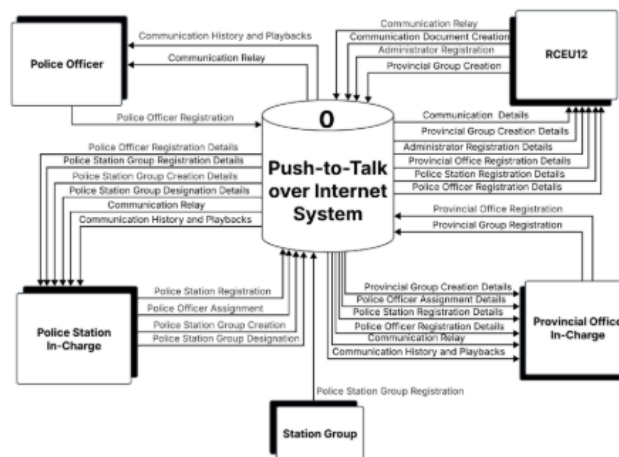 Communication History and Playbacks
Communication Relay
Police Officer
Police Officer Registration
Communication Relay
Communication Document Creation
Administrator Registration
Provincial Group Creation
RCEU12
0
Push-to-Talk
over Internet
System
Communication Details
Provincial Group Creation Details
Administrator Registration Details
Provincial Office Registration Details
Police Station Registration Details
Police Officer Registration Details
Police Officer Registration Details
Police Station Group Registration Details
Police Station Group Creation Details
Police Station Group Designation Details
Communication Relay
Communication History and Playbacks
Provincial Office Registration
Provincial Group Registration
Police Station Registration
Police Officer Assignment
Police Station Group Creation
Police Station Group Designation
Police Station
In-Charge
Provincial Group Creation Details
Police Officer Assignment Details
Police Station Registration Details
Police Officer Registration Details
Communication Relay
Communication History and Playbacks
Provincial Office
In-Charge
Police Station Group Registration
Station Group